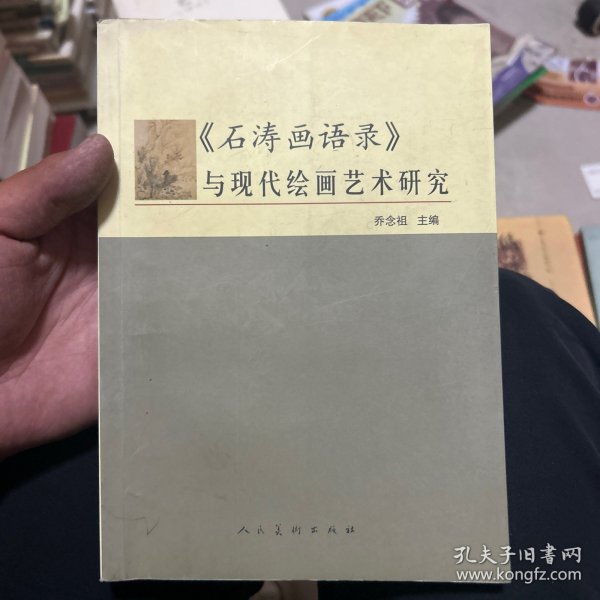 《石涛画语录》
与现代绘画艺术研究
乔念祖 主编
人民美术出版社
孔夫子旧书网
www.kongfz.com